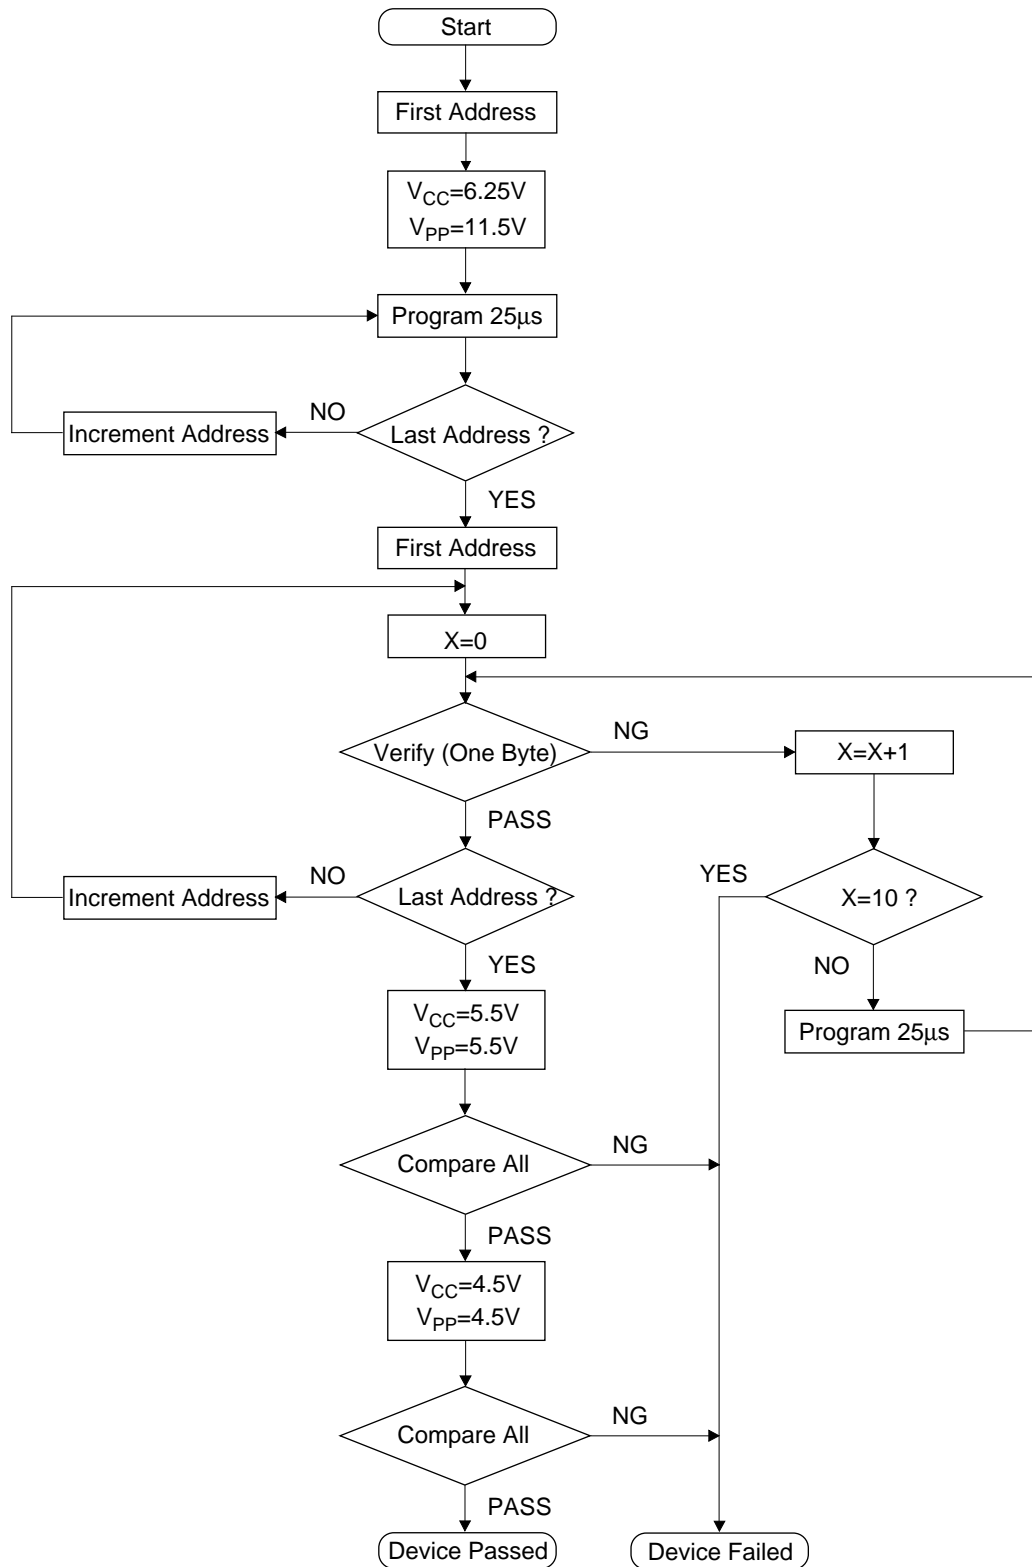 Start
First Address
VCC=6.25V
VPP=11.5V
Program 25μs
NO
Increment Address
Last Address ?
YES
First Address
X=0
Verify (One Byte)
NG
X=X+1
PASS
NO
Increment Address
Last Address ?
YES
X=10 ?
YES
NO
VCC=5.5V
VPP=5.5V
Program 25μs
Compare All
NG
PASS
VCC=4.5V
VPP=4.5V
Compare All
NG
PASS
Device Passed
Device Failed